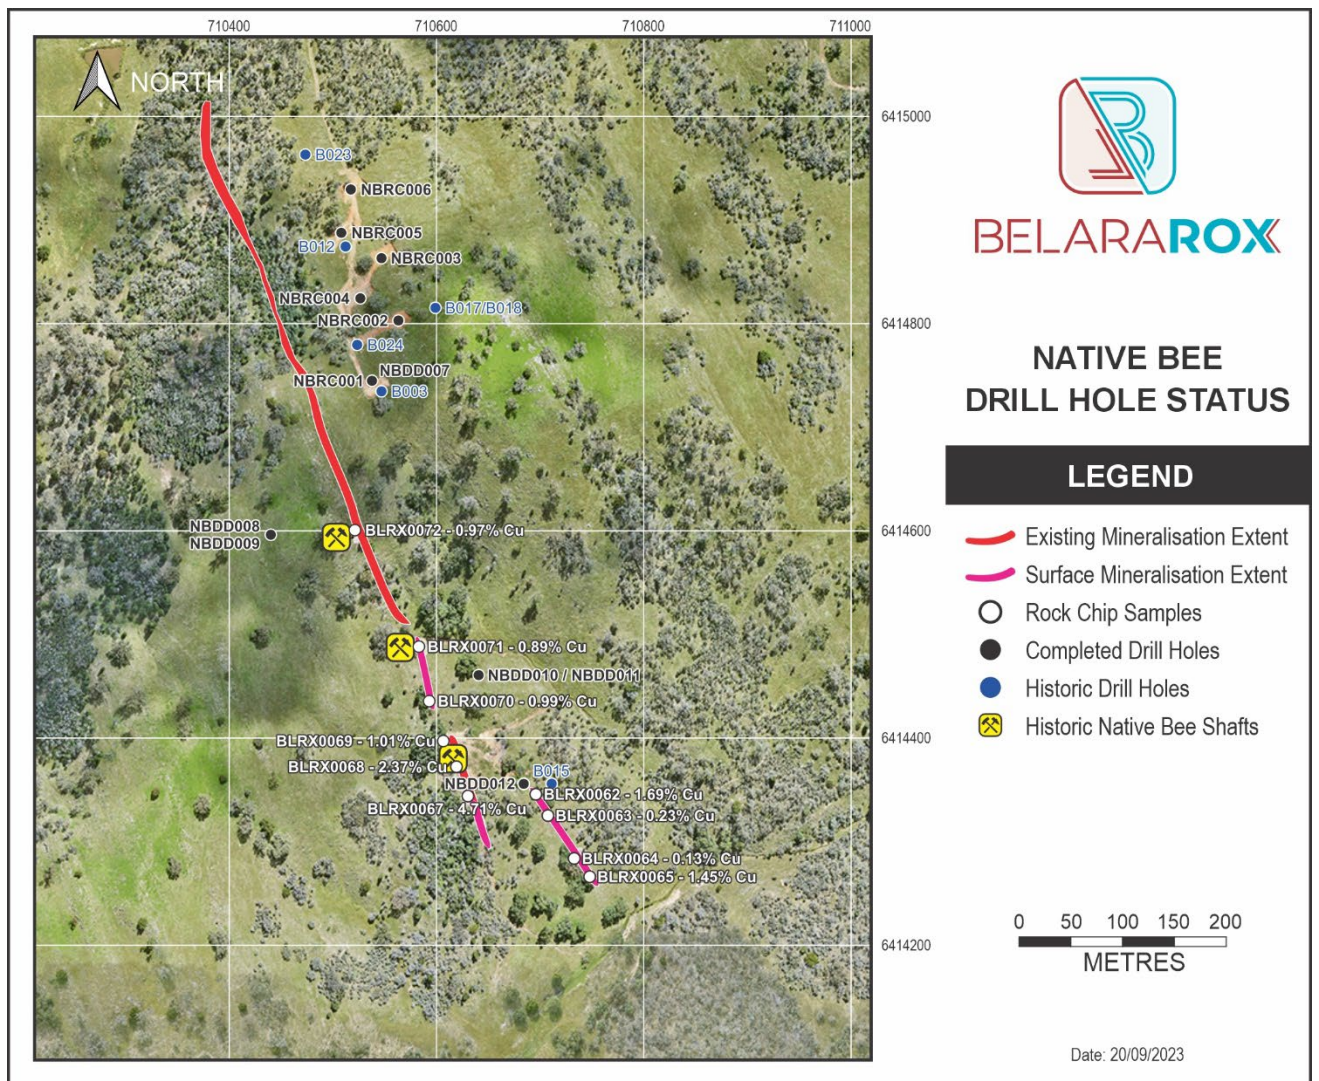 710400 710600 710800 711000
NORTH
6415000
B023
NBRC006
NBRC005
B012
NBRC003
NBRC004
B017/B018
NBRC002
6414800
B024
NBDD007
NBRC001
B003
NBDD008
NBDD009
BLRX0072 - 0.97% Cu
6414600
BLRX0071 - 0.89% Cu
NBDD010 / NBDD011
BLRX0070 - 0.99% Cu
BLRX0069 - 1.01% Cu
6414400
BLRX0068 - 2.37% Cu
B015
NBDD012
BLRX0062 - 1.69% Cu
BLRX0067 - 4.71% Cu
BLRX0063 - 0.23% Cu
BLRX0064 - 0.13% Cu
BLRX0065 - 1.45% Cu
6414200
BELARAROX
NATIVE BEE
DRILL HOLE STATUS
LEGEND
Existing Mineralisation Extent
Surface Mineralisation Extent
Rock Chip Samples
Completed Drill Holes
Historic Drill Holes
Historic Native Bee Shafts
0 50 100 150 200
METRES
Date: 20/09/2023